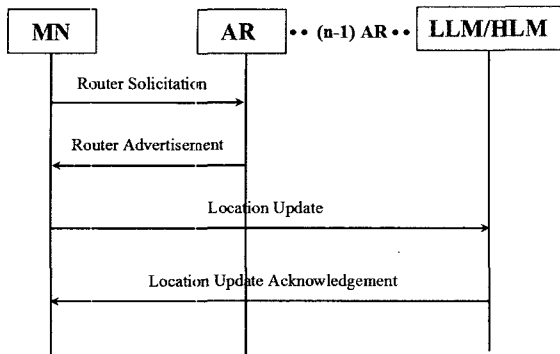 MN AR •• (n-1) AR •• LLM/HLM
Router Solicitation
Router Advertisement
Location Update
Location Update Acknowledgement